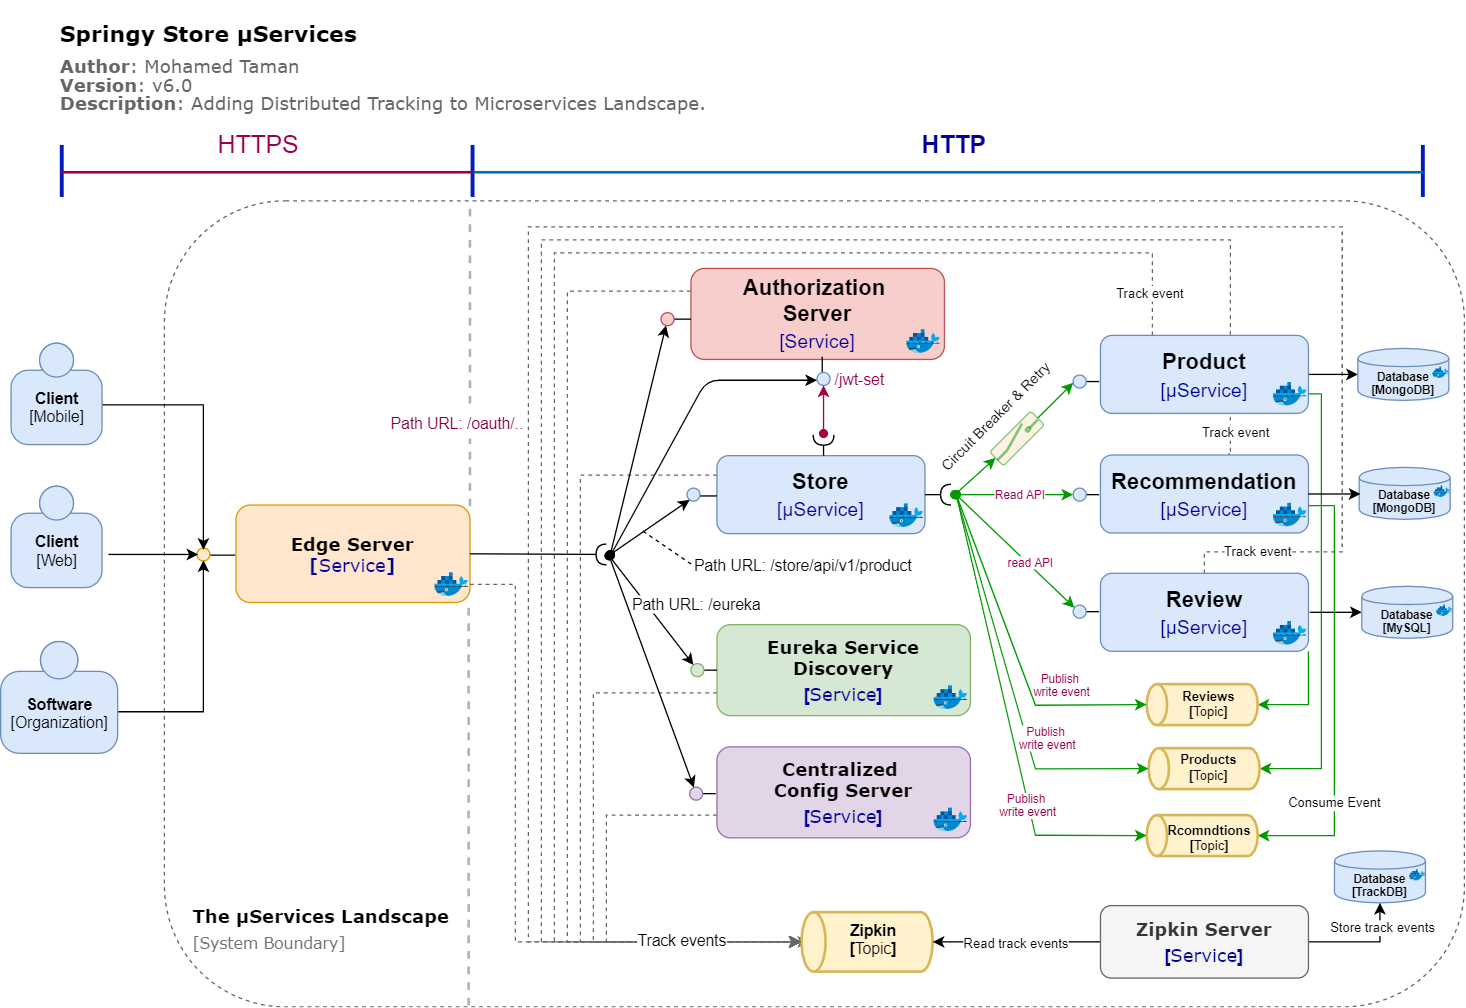 Springy Store µServices
Author: Mohamed Taman
Version: v6.0
Description: Adding Distributed Tracking to Microservices Landscape.
HTTPS
HTTP
Authorization
Server
[Service]
/jwt-set
Path URL: /oauth/..
Client
[Mobile]
Client
[Web]
Software
[Organization]
Edge Server
[Service]
Store
[µService]
Path URL: /store/api/v1/product
Path URL: /eureka
Eureka Service
Discovery
[Service]
Centralized
Config Server
[Service]
Circuit Breaker & Retry
Read API
read API
Track event
Product
[µService]
Database
[MongoDB]
Track event
Recommendation
[µService]
Database
[MongoDB]
Track event
Review
[µService]
Database
[MySQL]
Publish
write event
Reviews
[Topic]
Publish
write event
Products
[Topic]
Publish
write event
Rcomndtions
[Topic]
Consume Event
Database
[TrackDB]
Store track events
The µServices Landscape
[System Boundary]
Track events
Zipkin
[Topic]
Read track events
Zipkin Server
[Service]